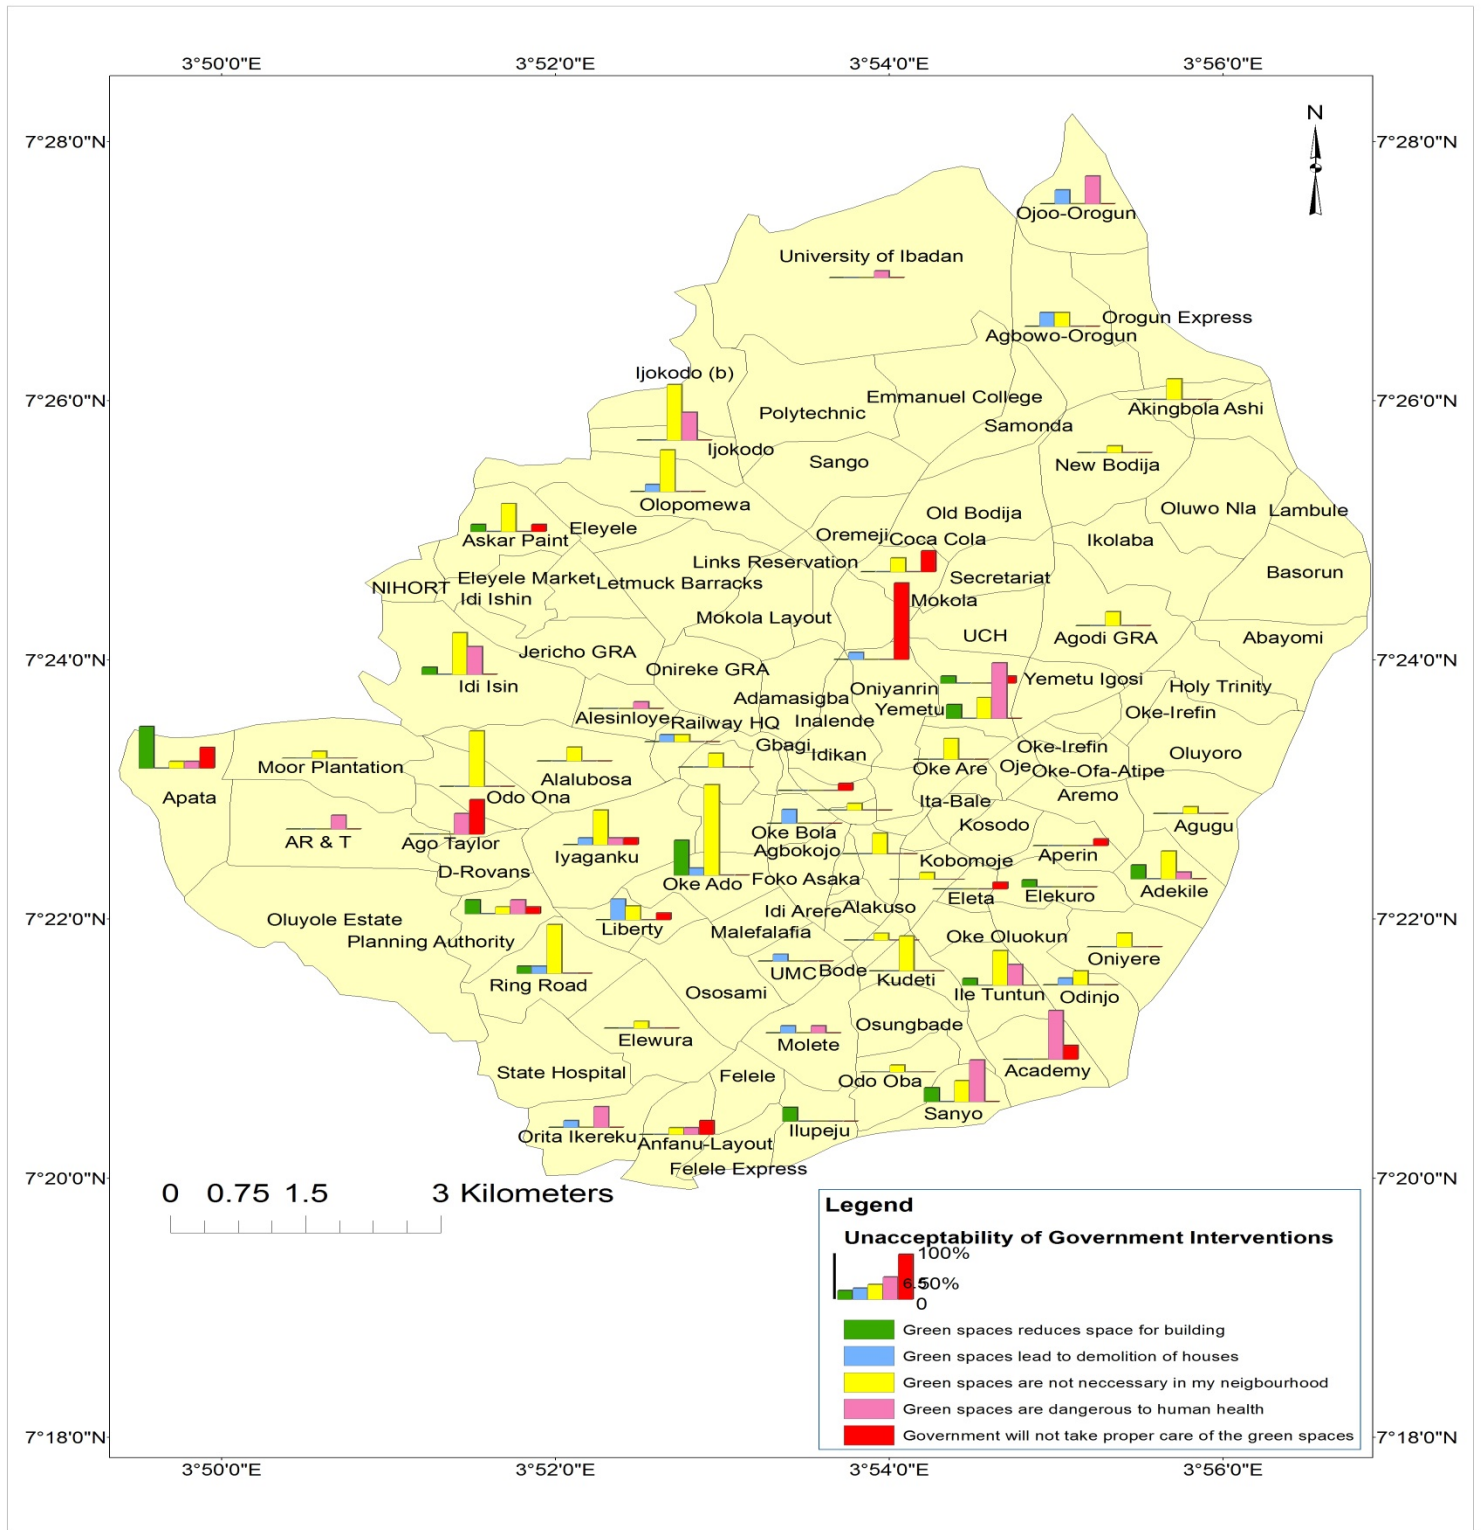 3°50'0"E 3°52'0"E 3°54'0"E 3°56'0"E
N
7°28'0"N 7°28'0"N
Ojoo-Orogun
University of Ibadan
Orogun Express
Agbowo-Orogun
Ijokodo (b)
7°26'0"N 7°26'0"N
Emmanuel College
Akingbola Ashi
Polytechnic
Samonda
Ijokodo
Sango
New Bodija
Olopomewa
Oluwo Nla
Lambule
Old Bodija
Eleyele
Askar Paint
Oremeji
Coca Cola
Ikolaba
Links Reservation
Basorun
Eleyele Market
Letmuck Barracks
Secretariat
NIHORT
Idi Ishin
Mokola
Mokola Layout
UCH
Agodi GRA
Abayomi
Jericho GRA
7°24'0"N 7°24'0"N
Onireke GRA
Idi Isin
Oniyanrin
Yemetu Igosi
Holy Trinity
Adamasigba
Yemetu
Oke-Irefin
Alesinloye
Railway HQ
Inalende
Gbagi
Idikan
Oke-Irefin
Oluyoro
Moor Plantation
Oke Are
Oje
Oke-Ofa-Atipe
Alalubosa
Apata
Odo Ona
Aremo
Ita-Bale
Kosodo
Agugu
AR & T
Ago Taylor
Oke Bola
Iyaganku
Agbokojo
Kobomoje
Aperin
D-Rovans
Oke Ado
Foko Asaka
Eleta
Elekuro
Adekile
Idi Arere
Alakuso
7°22'0"N 7°22'0"N
Oluyole Estate
Liberty
Malefalafia
Planning Authority
Oke Oluokun
Oniyere
UMC
Bode
Kudeti
Ring Road
Ososami
Ile Tuntun
Odinjo
Osungbade
Elewura
Molete
Academy
State Hospital
Felele
Odo Oba
Sanyo
Orita Ikereku
Anfanu-Layout
Ilupeju
Felele Express
7°20'0"N 7°20'0"N
0 0.75 1.5 3 Kilometers
Legend
Unacceptability of Government Interventions
100%
6.5
50%
0
Green spaces reduces space for building
Green spaces lead to demolition of houses
Green spaces are not neccessary in my neigbourhood
Green spaces are dangerous to human health
Government will not take proper care of the green spaces
7°18'0"N 7°18'0"N
3°50'0"E 3°52'0"E 3°54'0"E 3°56'0"E